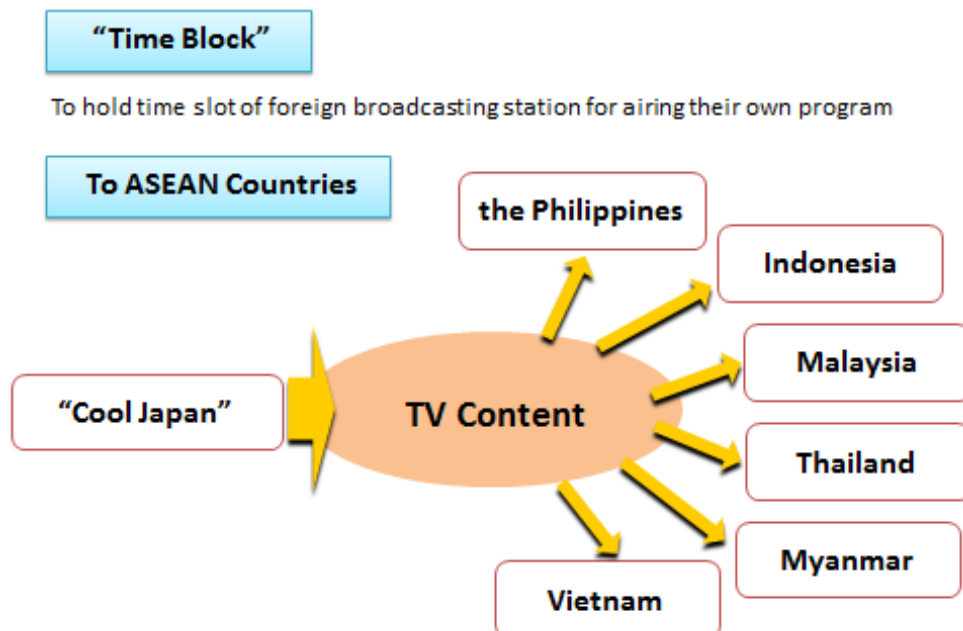 “Time Block”
To hold time slot of foreign broadcasting station for airing their own program
To ASEAN Countries
the Philippines
Indonesia
Malaysia
“Cool Japan”
TV Content
Thailand
Myanmar
Vietnam